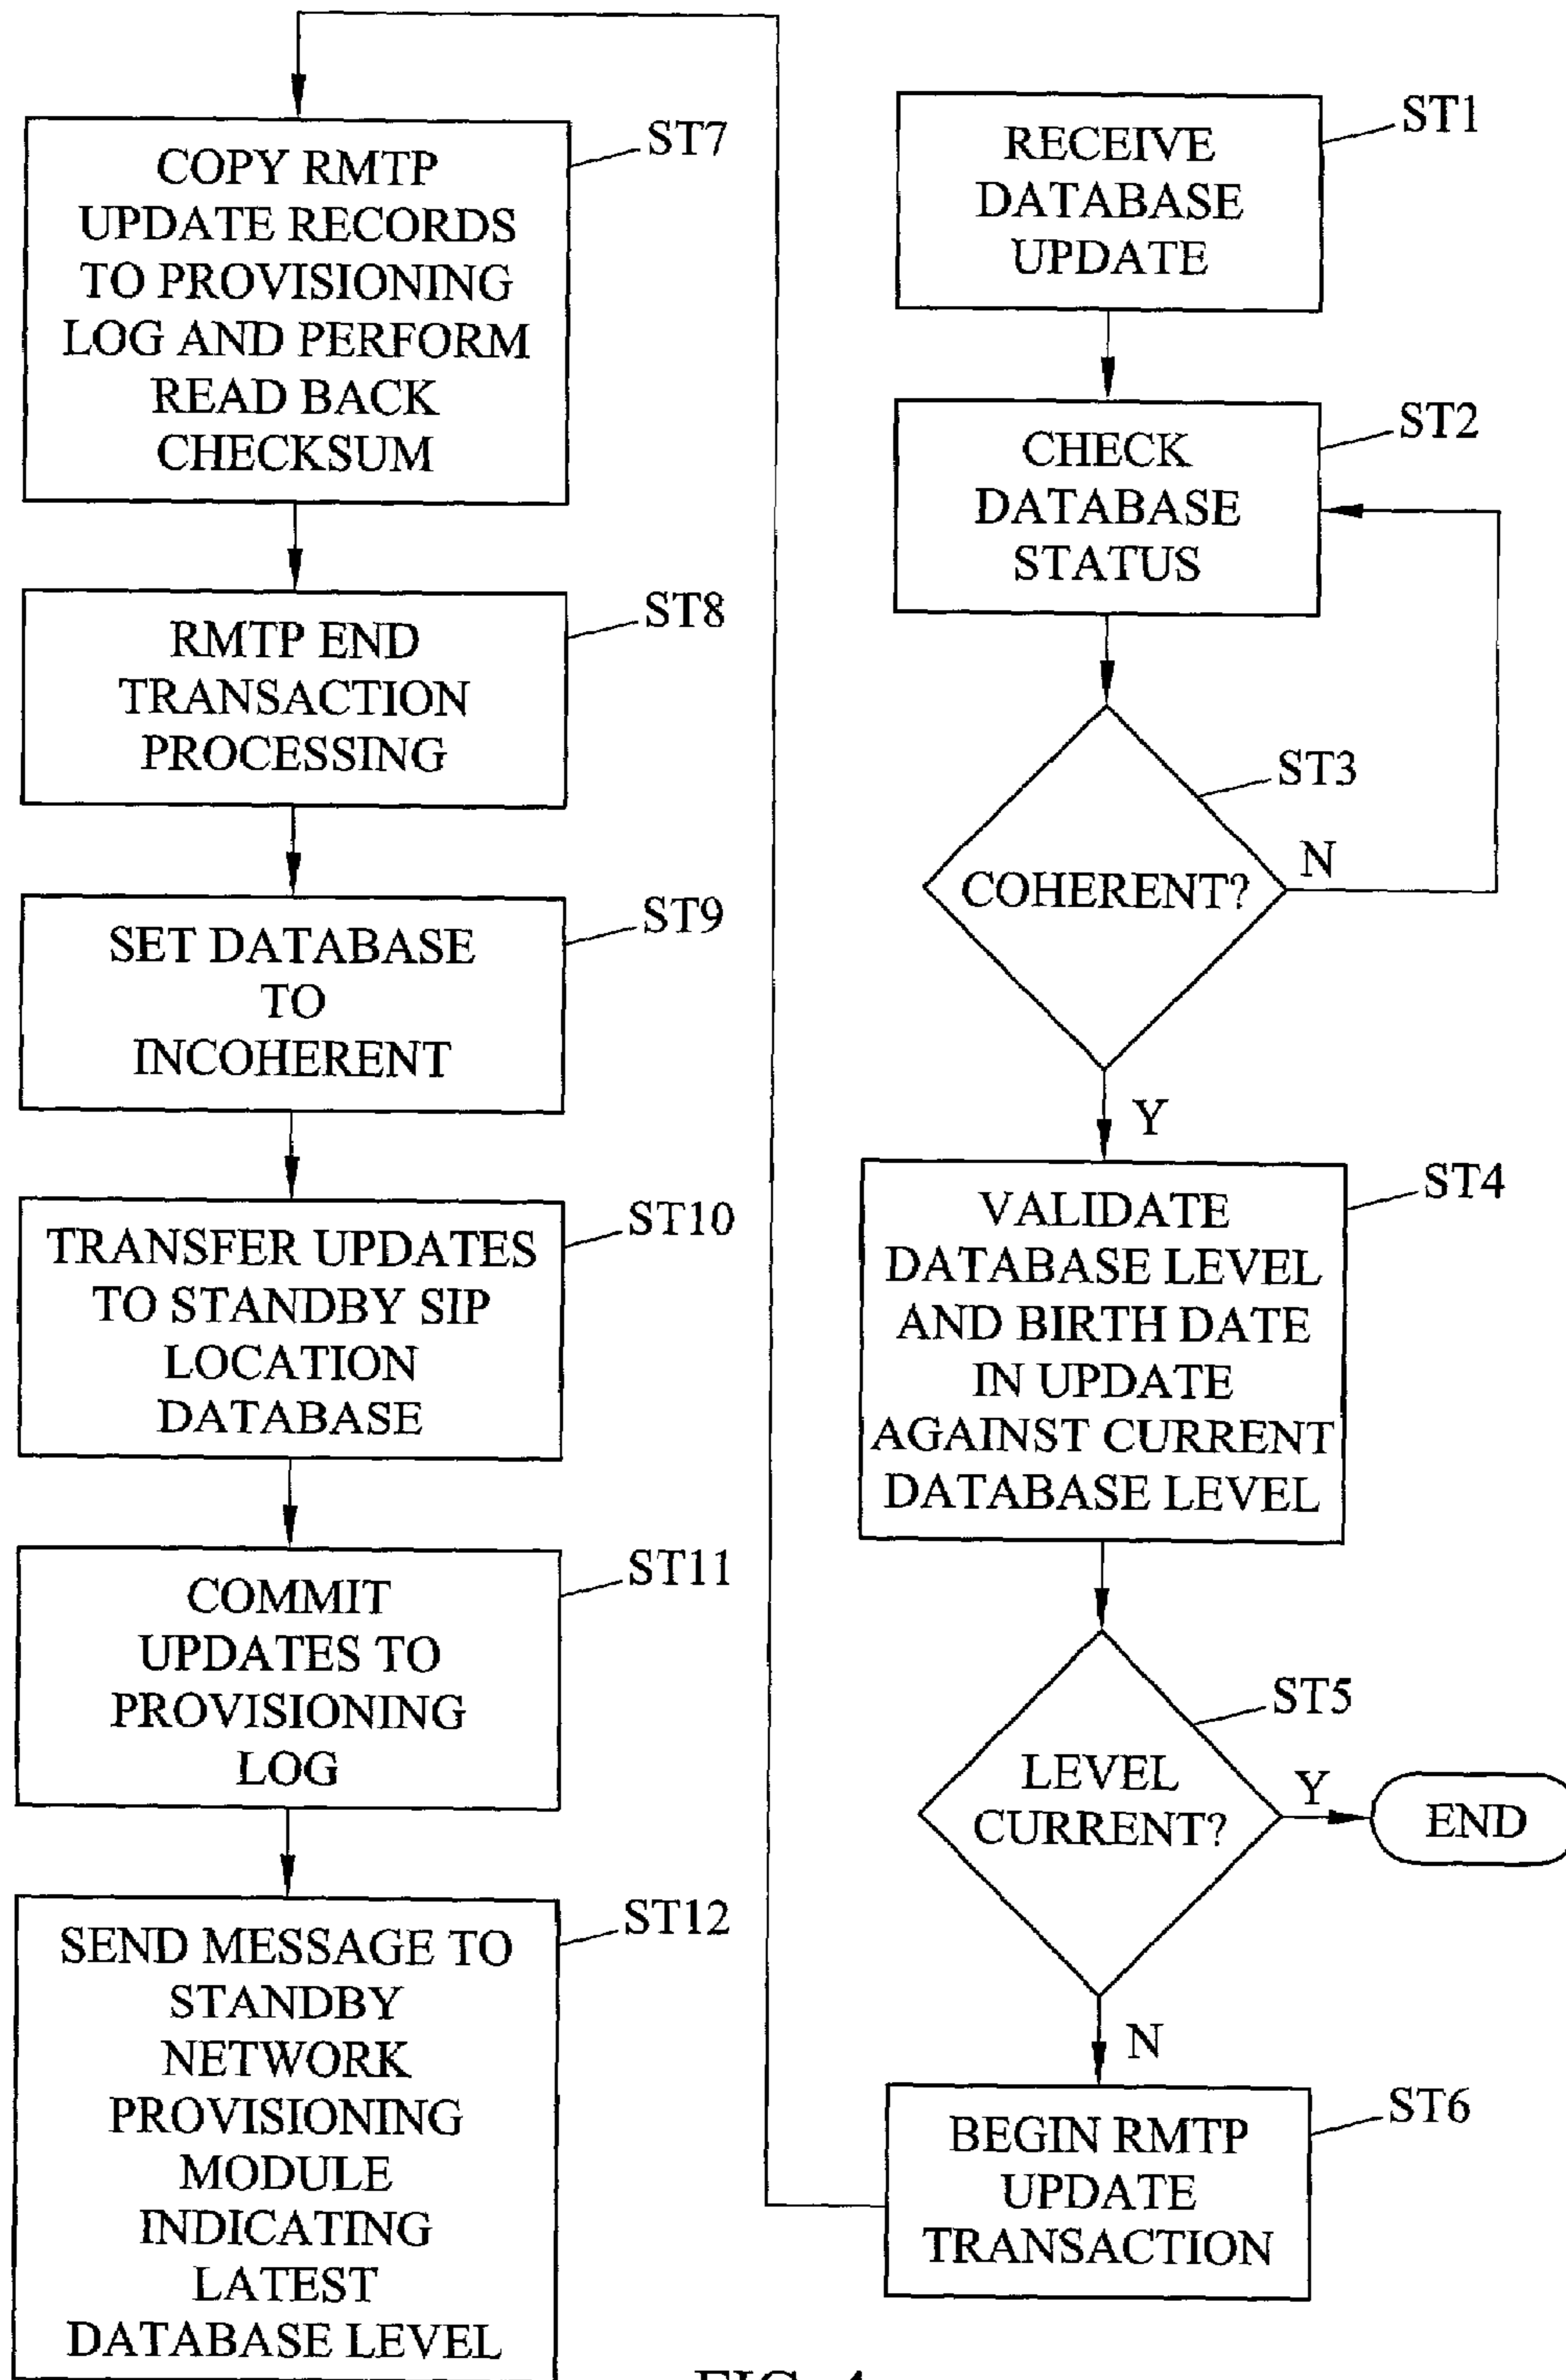 RECEIVE
DATABASE
UPDATE
ST1
CHECK
DATABASE
STATUS
ST2
COHERENT?
ST3
N
Y
VALIDATE
DATABASE LEVEL
AND BIRTH DATE
IN UPDATE
AGAINST CURRENT
DATABASE LEVEL
ST4
LEVEL
CURRENT?
ST5
Y
END
N
BEGIN RMTP
UPDATE
TRANSACTION
ST6
COPY RMTP
UPDATE RECORDS
TO PROVISIONING
LOG AND PERFORM
READ BACK
CHECKSUM
ST7
RMTP END
TRANSACTION
PROCESSING
ST8
SET DATABASE
TO
INCOHERENT
ST9
TRANSFER UPDATES
TO STANDBY SIP
LOCATION
DATABASE
ST10
COMMIT
UPDATES TO
PROVISIONING
LOG
ST11
SEND MESSAGE TO
STANDBY
NETWORK
PROVISIONING
MODULE
INDICATING
LATEST
DATABASE LEVEL
ST12